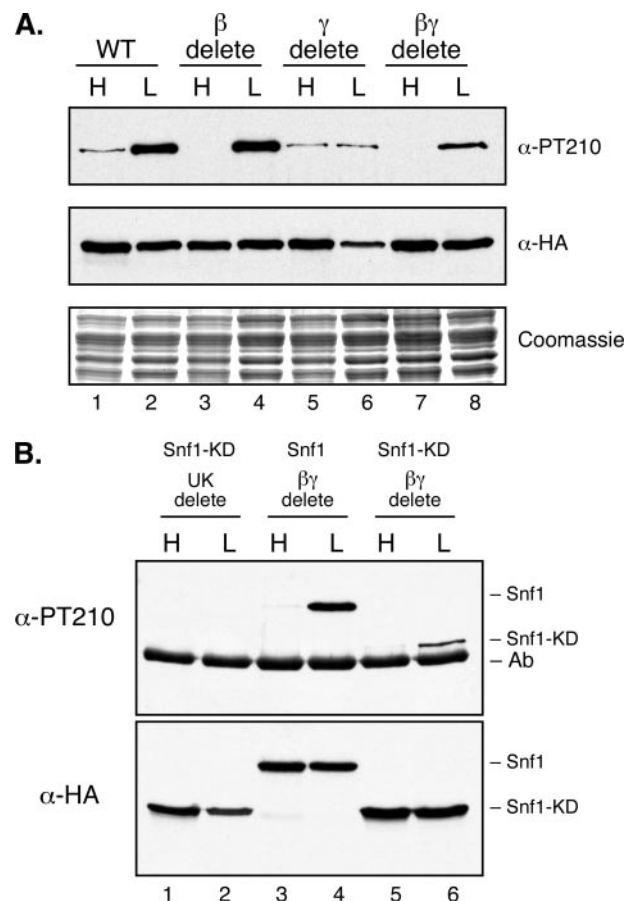 A.
WT β delete γ delete βγ delete
H L H L H L H L
α-PT210
α-HA
Coomassie
1 2 3 4 5 6 7 8
B.
Snf1-KD Snf1 Snf1-KD
UK delete βγ delete βγ delete
H L H L H L
α-PT210
– Snf1
– Snf1-KD
– Ab
α-HA
– Snf1
– Snf1-KD
1 2 3 4 5 6